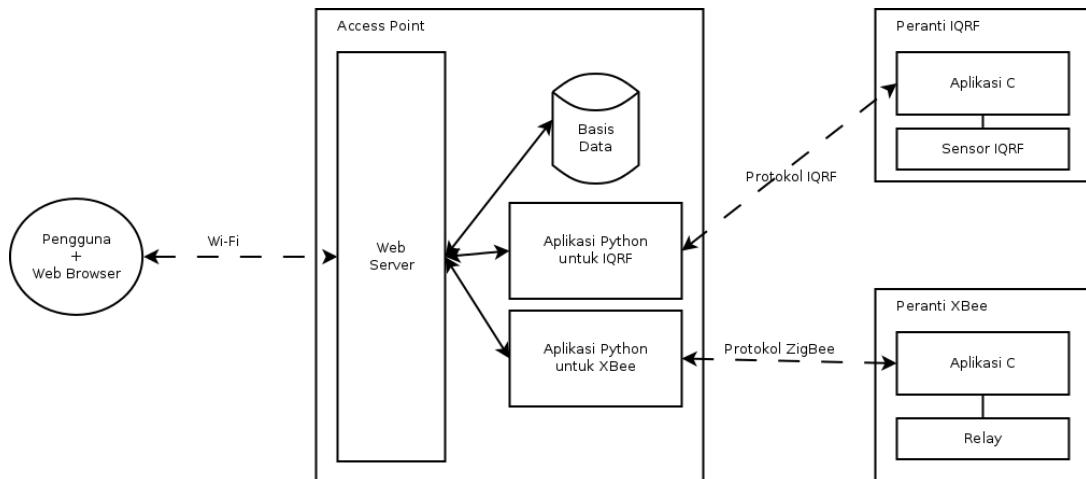 Access Point
Peranti IQRF
Aplikasi C
Sensor IQRF
Basis
Data
Protokol IQRF
Pengguna
+
Web Browser
Wi-Fi
Web
Server
Aplikasi Python
untuk IQRF
Peranti XBee
Aplikasi Python
untuk XBee
Protokol ZigBee
Aplikasi C
Relay